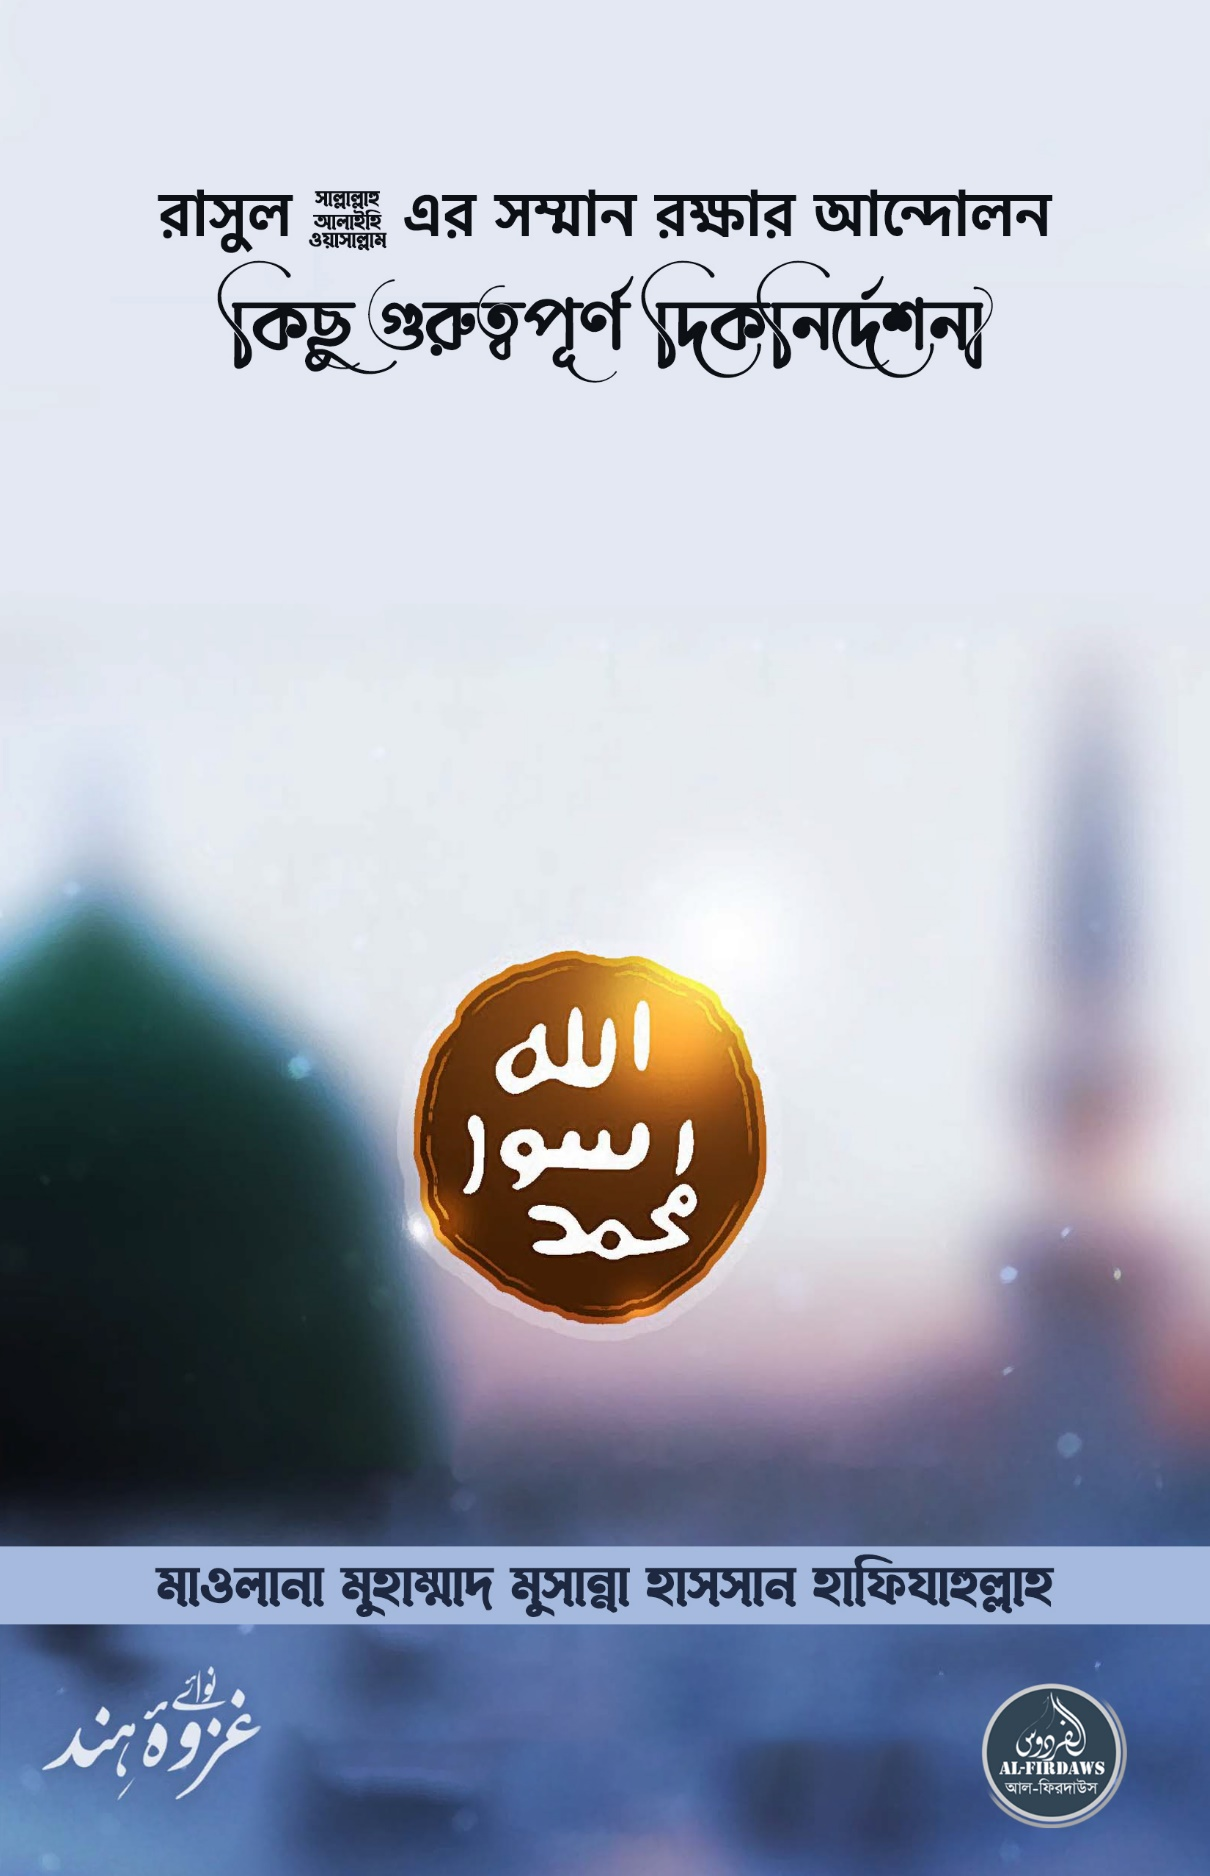 রাসুল সাল্লাল্লাহু আলাইহি ওয়াসাল্লাম এর সম্মান রক্ষার আন্দোলন
কিছু গুরুত্বপূর্ণ দিকনির্দেশনা
الله
رسول
محمد
মাওলানা মুহাম্মাদ মুসান্না হাসসান হাফিযাহুল্লাহ
نوائے
غزوۂ ہند
الفردوس
AL-FIRDAWS
আল-ফিরদাউস